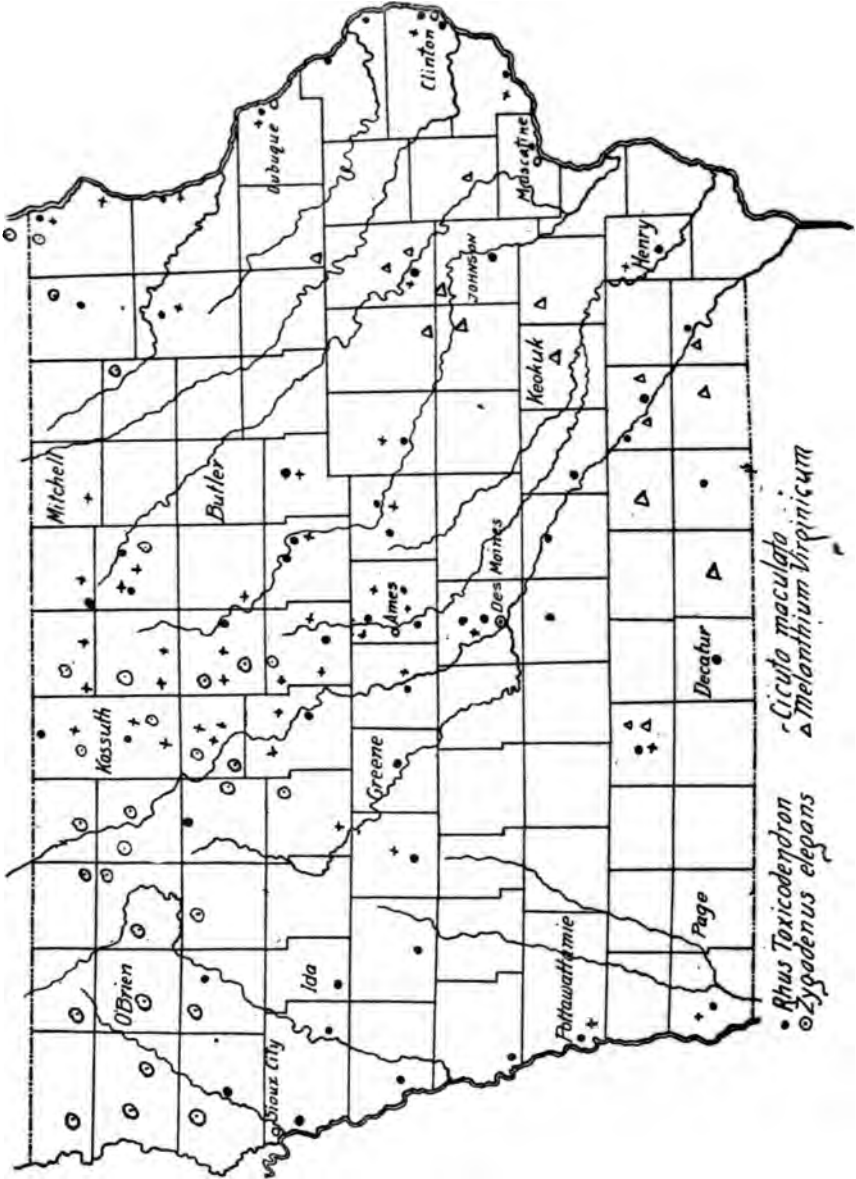 Mitchell
Kossuth
O'Brien
Butler
Dubuque
Sioux City
Ida
Clinton
Ames
Greene
JOHNSON
Muscatine
Des Moines
Keokuk
Pottawattamie
Henry
Decatur
Page
Rhus Toxicodendron Cicuta maculata
Zygadenus elegans Melanthium Virginicum